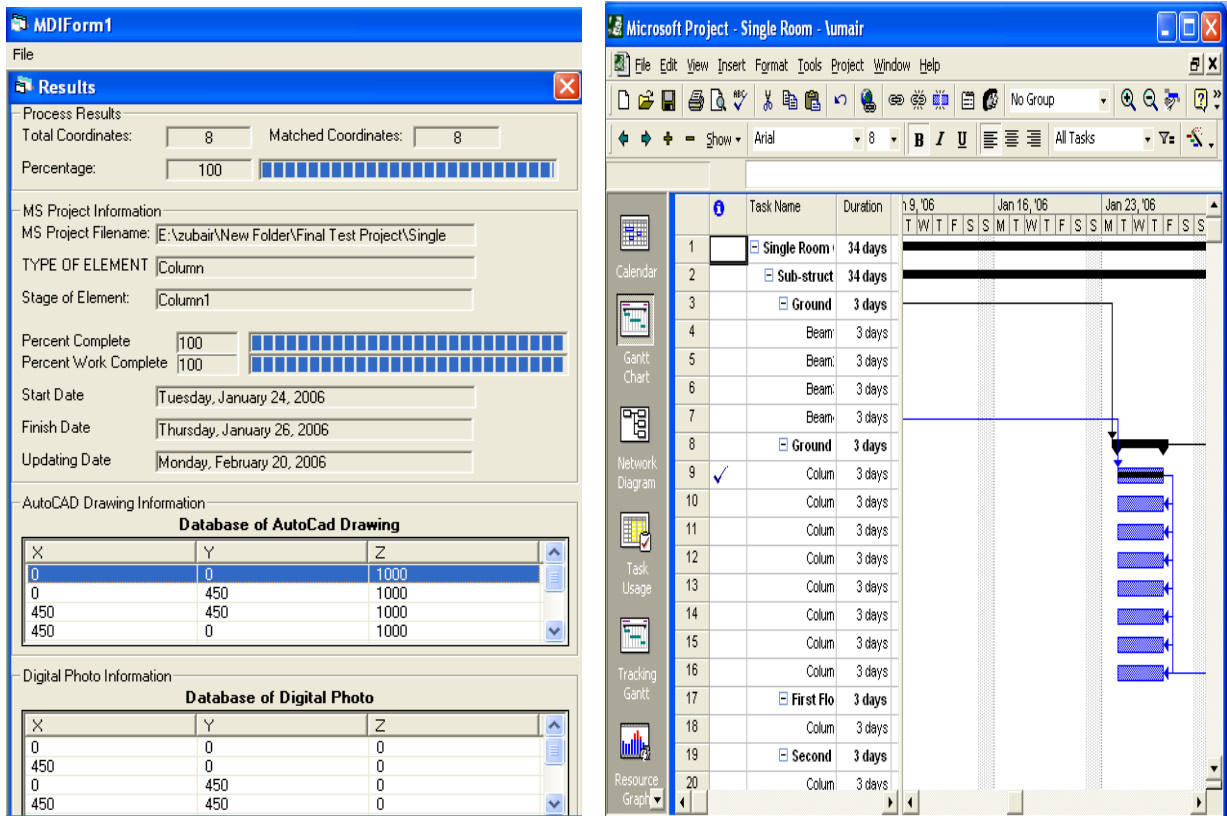 MDIForm1
File
Results
Process Results
Total Coordinates: 8 Matched Coordinates: 8
Percentage: 100
MS Project Information
MS Project Filename: E:\zubair\New Folder\Final Test Project\Single
TYPE OF ELEMENT Column
Stage of Element: Column1
Percent Complete 100
Percent Work Complete 100
Start Date Tuesday, January 24, 2006
Finish Date Thursday, January 26, 2006
Updating Date Monday, February 20, 2006
AutoCAD Drawing Information
Database of AutoCad Drawing
X Y Z
0 0 1000
0 450 1000
450 450 1000
450 0 1000
Digital Photo Information
Database of Digital Photo
X Y Z
0 0 0
450 0 0
0 450 0
450 450 0
Microsoft Project - Single Room - \umair
File Edit View Insert Format Tools Project Window Help
No Group
Show Arial 8 B I U All Tasks
Task Name Duration 9, '06 Jan 16, '06 Jan 23, '06
T W T F S S M T W T F S S M T W T F S S
1 Single Room 34 days
2 Sub-struct 34 days
3 Ground 3 days
4 Beam 3 days
5 Beam 3 days
6 Beam 3 days
7 Beam 3 days
8 Ground 3 days
9 Colum 3 days
10 Colum 3 days
11 Colum 3 days
12 Colum 3 days
13 Colum 3 days
14 Colum 3 days
15 Colum 3 days
16 Colum 3 days
17 First Flo 3 days
18 Colum 3 days
19 Second 3 days
20 Colum 3 days
Calendar
Gantt
Chart
Network
Diagram
Task
Usage
Tracking
Gantt
Resource
Graph